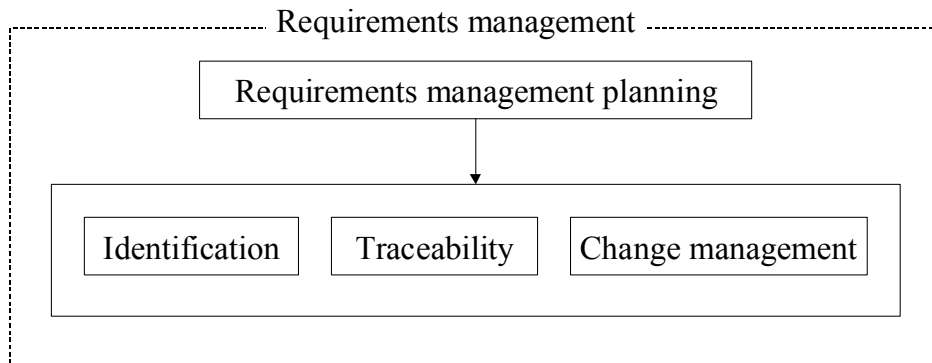 Requirements management
Requirements management planning
Identification
Traceability
Change management